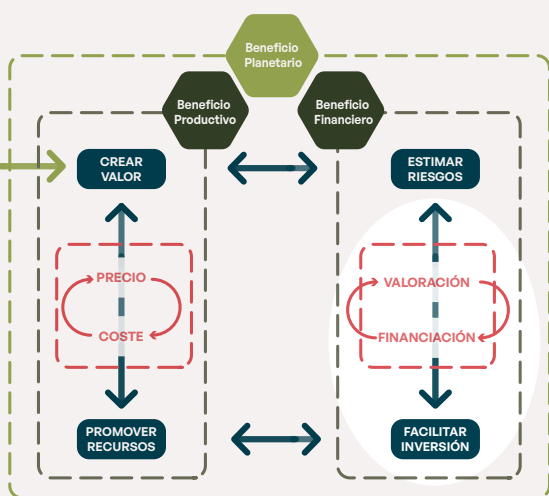 Beneficio
Planetario
Beneficio
Productivo
Beneficio
Financiero
CREAR
VALOR
ESTIMAR
RIESGOS
PRECIO
COSTE
VALORACIÓN
FINANCIACIÓN
PROMOVER
RECURSOS
FACILITAR
INVERSIÓN